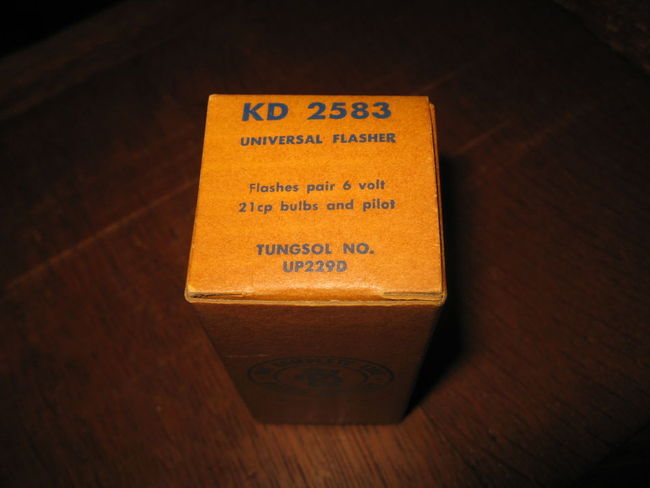 KD 2583
UNIVERSAL FLASHER
Flashes pair 6 volt
21cp bulbs and pilot
TUNGSOL NO.
UP229D